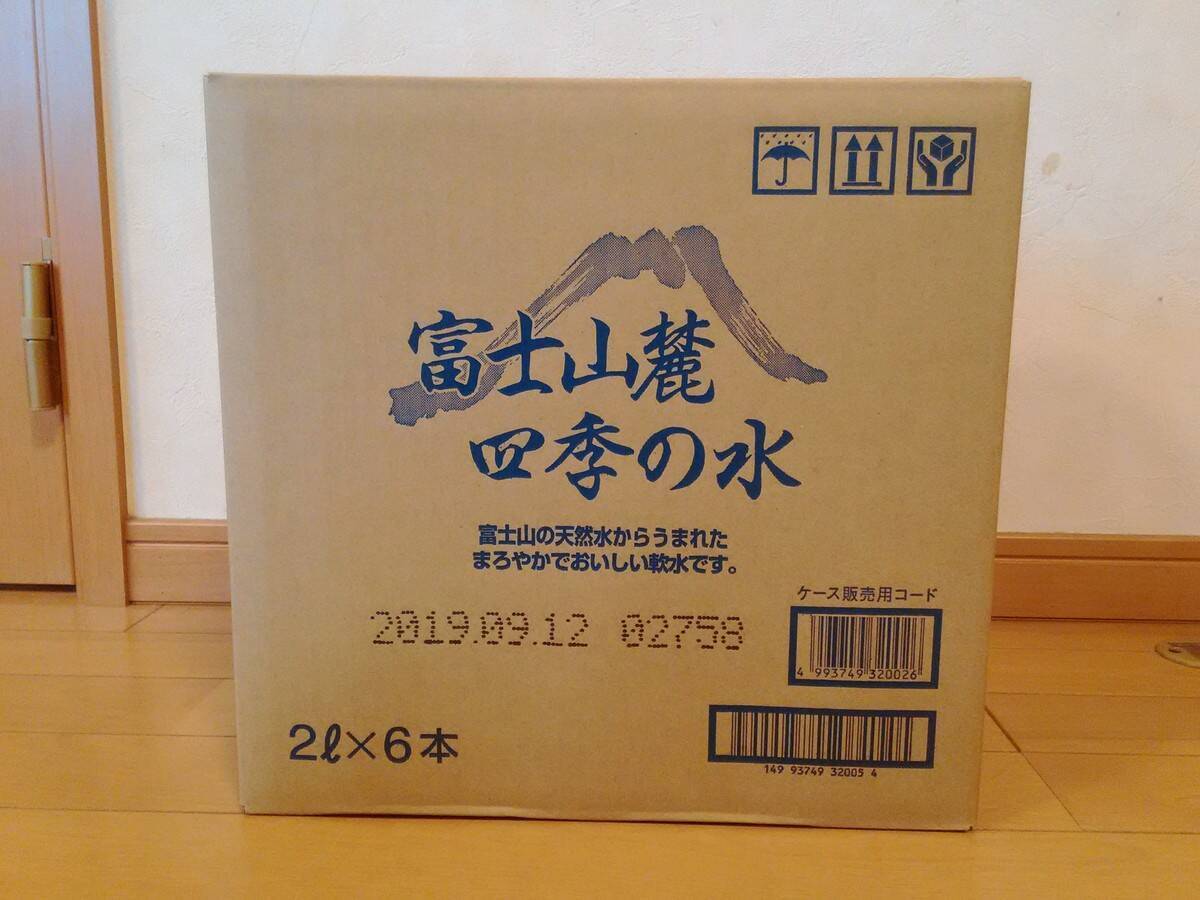 富士山麓
四季の水
富士山の天然水からうまれた
まろやかでおいしい軟水です。
ケース販売用コード
2019.09.12 02758
4 993749 320026
2ℓ×6本
149 93749 32005 4